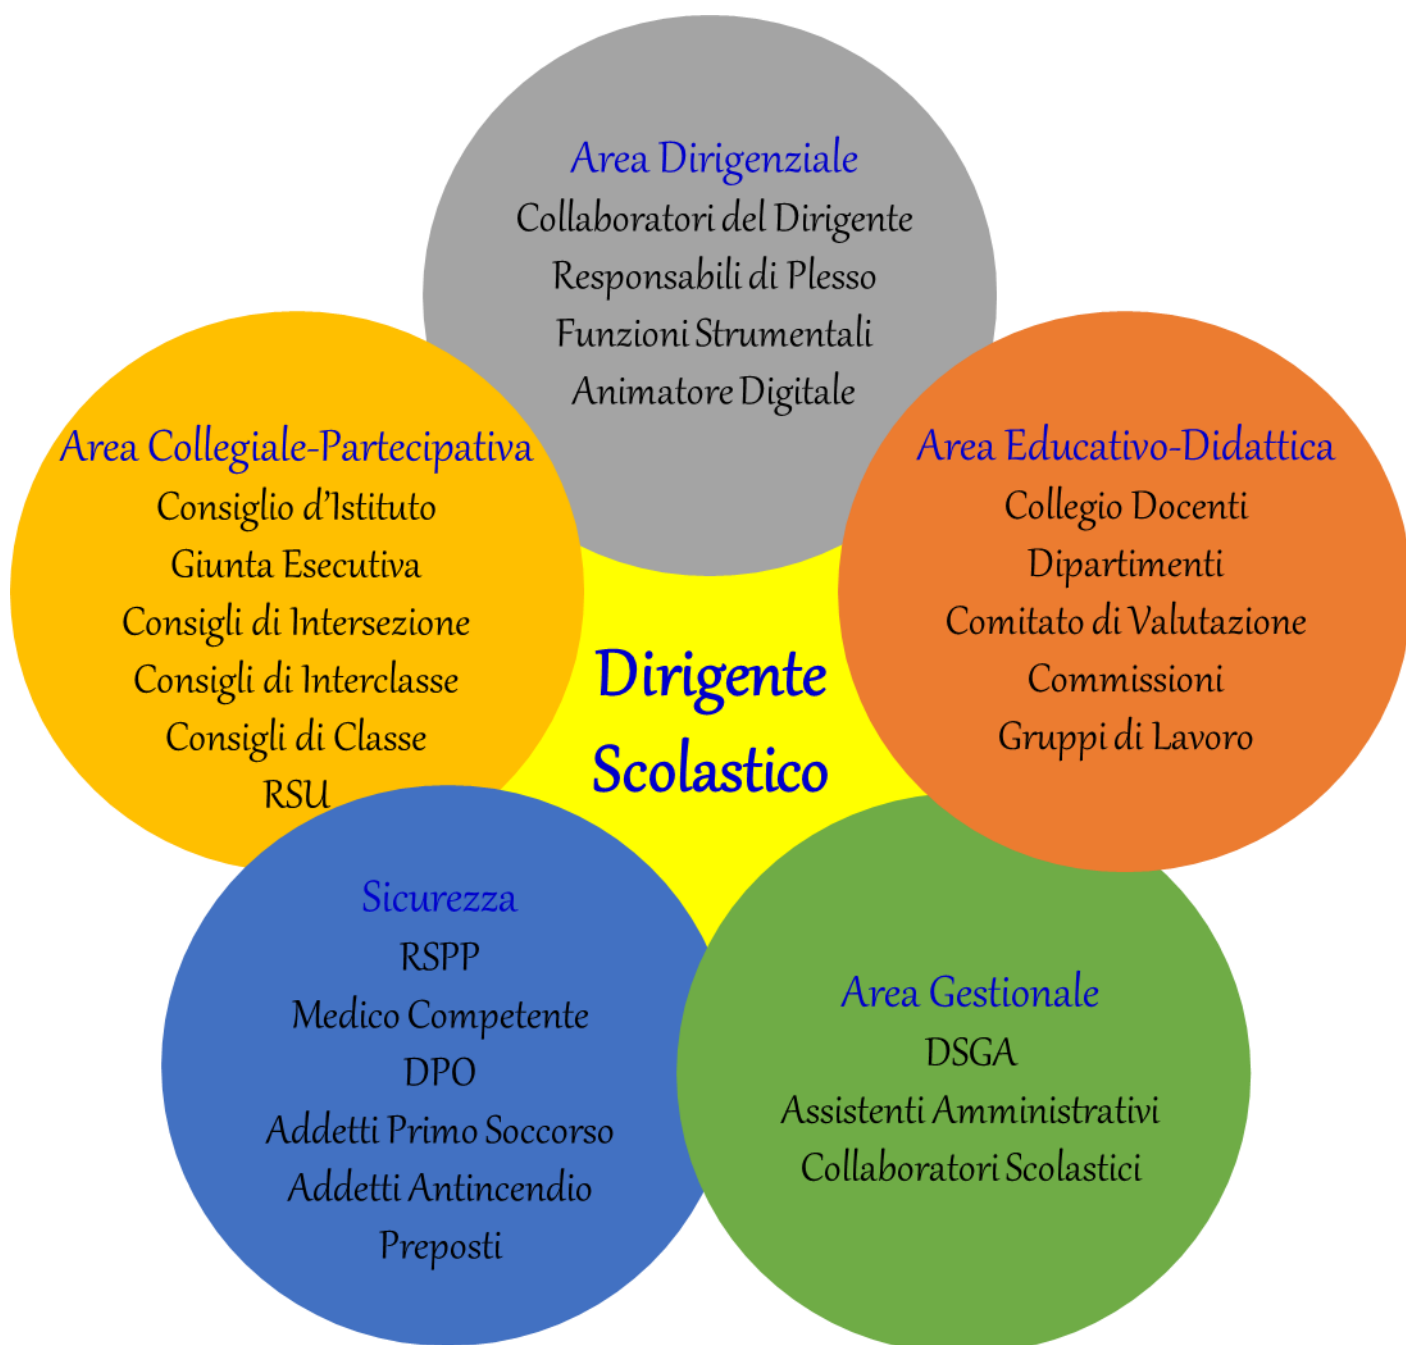 Area Dirigenziale
Collaboratori del Dirigente
Responsabili di Plesso
Funzioni Strumentali
Animatore Digitale
Area Collegiale-Partecipativa
Consiglio d’Istituto
Giunta Esecutiva
Consigli di Intersezione
Consigli di Interclasse
Consigli di Classe
RSU
Area Educativo-Didattica
Collegio Docenti
Dipartimenti
Comitato di Valutazione
Commissioni
Gruppi di Lavoro
Dirigente
Scolastico
Sicurezza
RSPP
Medico Competente
DPO
Addetti Primo Soccorso
Addetti Antincendio
Preposti
Area Gestionale
DSGA
Assistenti Amministrativi
Collaboratori Scolastici